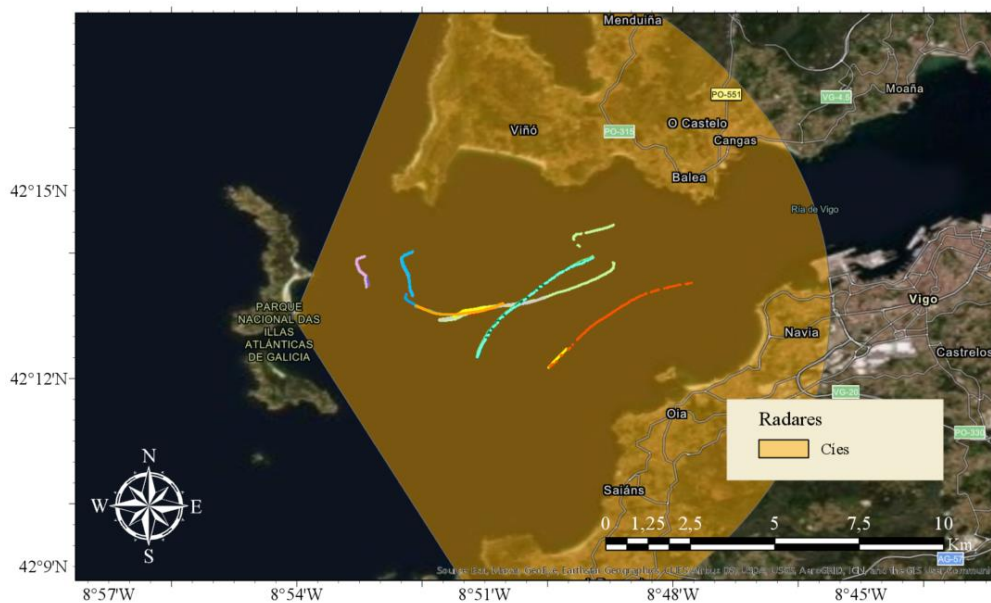 Menduiña
PO-551
VG-4.5
Moaña
Viñó
PO-315
O Castelo
Cangas
Balea
42°15'N
Ría de Vigo
PARQUE
NACIONAL DAS
ILLAS
ATLÁNTICAS
DE GALICIA
Vigo
Navia
Castrelos
42°12'N
VG-20
Oia
Radares
Cies
PO-330
N
W
E
S
Saiáns
0 1,25 2,5 5 7,5 10
Km
AG-57
42°9'N
8°57'W
8°54'W
8°51'W
8°48'W
8°45'W